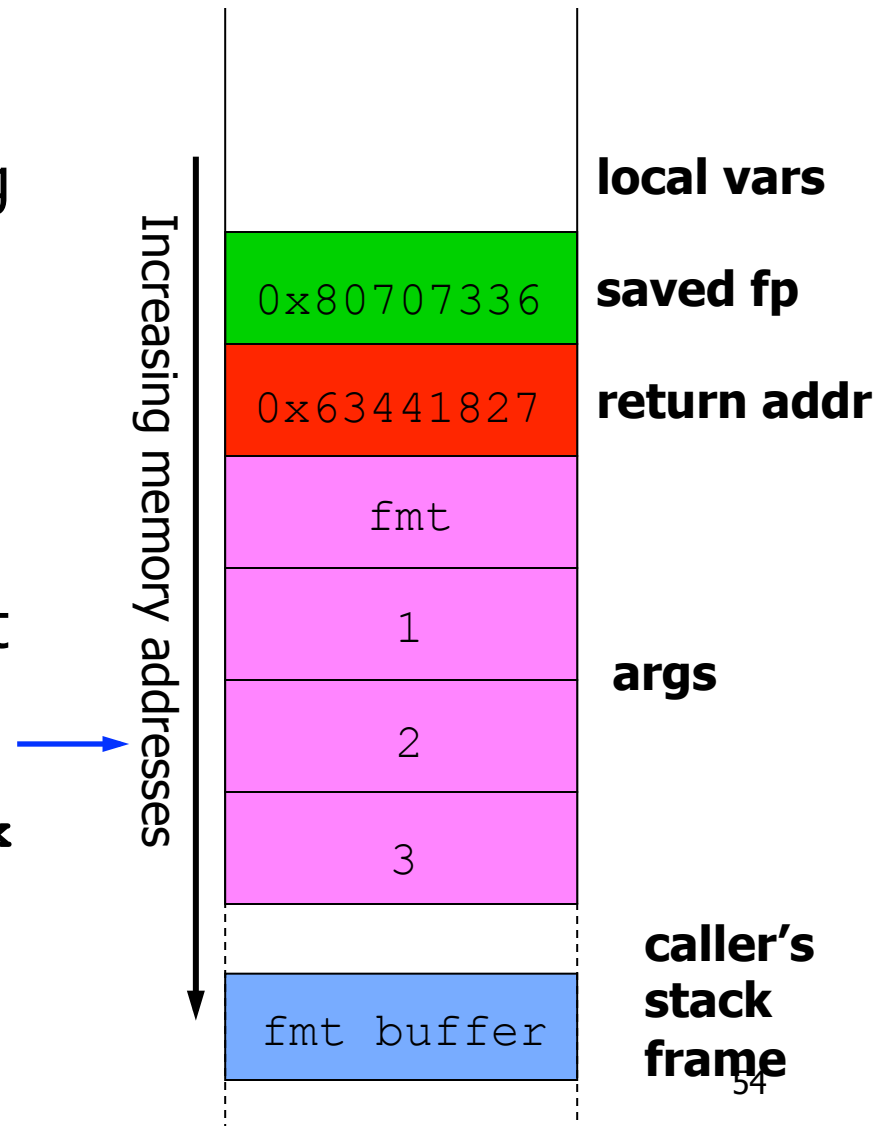 g
local vars
Increasing memory addresses
0x80707336
saved fp
0x63441827
return addr
fmt
1
t
args
2
k
3
caller’s
stack
frame
fmt buffer
54